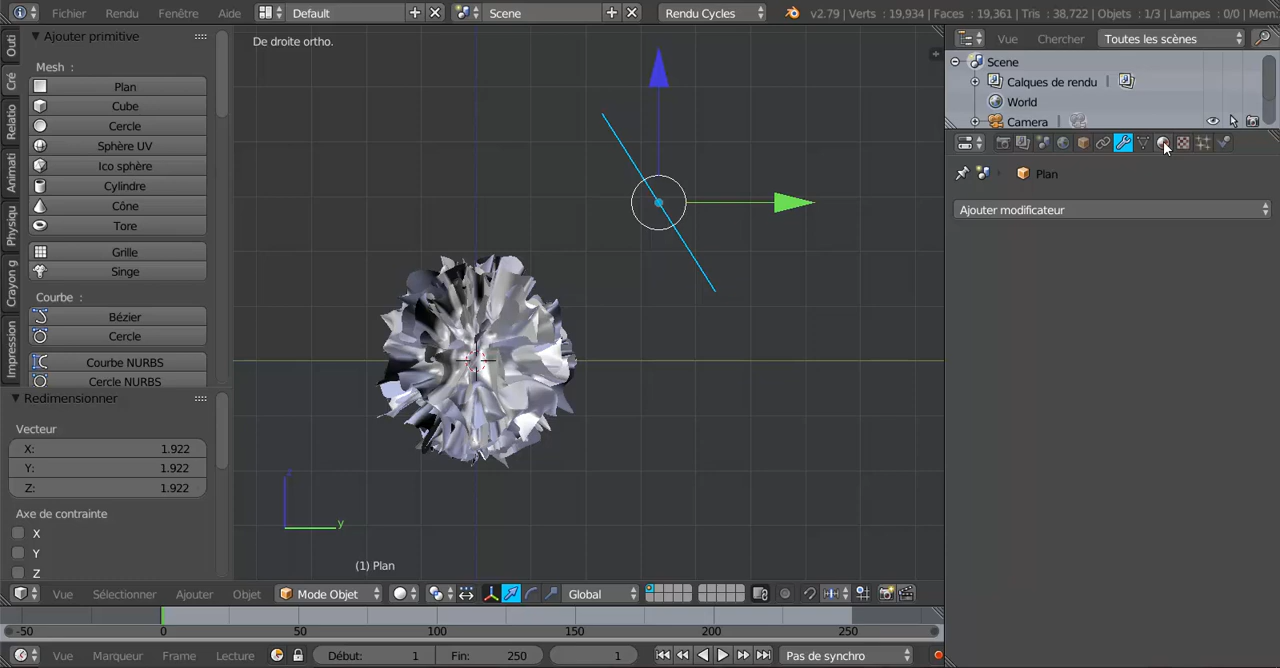 Fichier Rendu Fenêtre Aide Default Scene Rendu Cycles v2.79 | Verts : 19,934 | Faces : 19,361 | Tris : 38,722 | Objets : 1/3 | Lampes : 0/0 | Mem:
Outi
Cré
Relatio
Animati
Physiqu
Crayon g
Impression
Ajouter primitive
Mesh :
Plan
Cube
Cercle
Sphère UV
Ico sphère
Cylindre
Cône
Tore
Grille
Singe
Courbe :
Bézier
Cercle
Courbe NURBS
Cercle NURBS
Redimensionner
Vecteur
X: 1.922
Y: 1.922
Z: 1.922
Axe de contrainte
X
Y
Z
De droite ortho.
z
y
(1) Plan
Vue Chercher Toutes les scènes
Scene
Calques de rendu |
World
Camera
Plan
Ajouter modificateur
Vue Sélectionner Ajouter Objet Mode Objet Global
-50 0 50 100 150 200 250
Vue Marqueur Frame Lecture Début: 1 Fin: 250 1 Pas de synchro